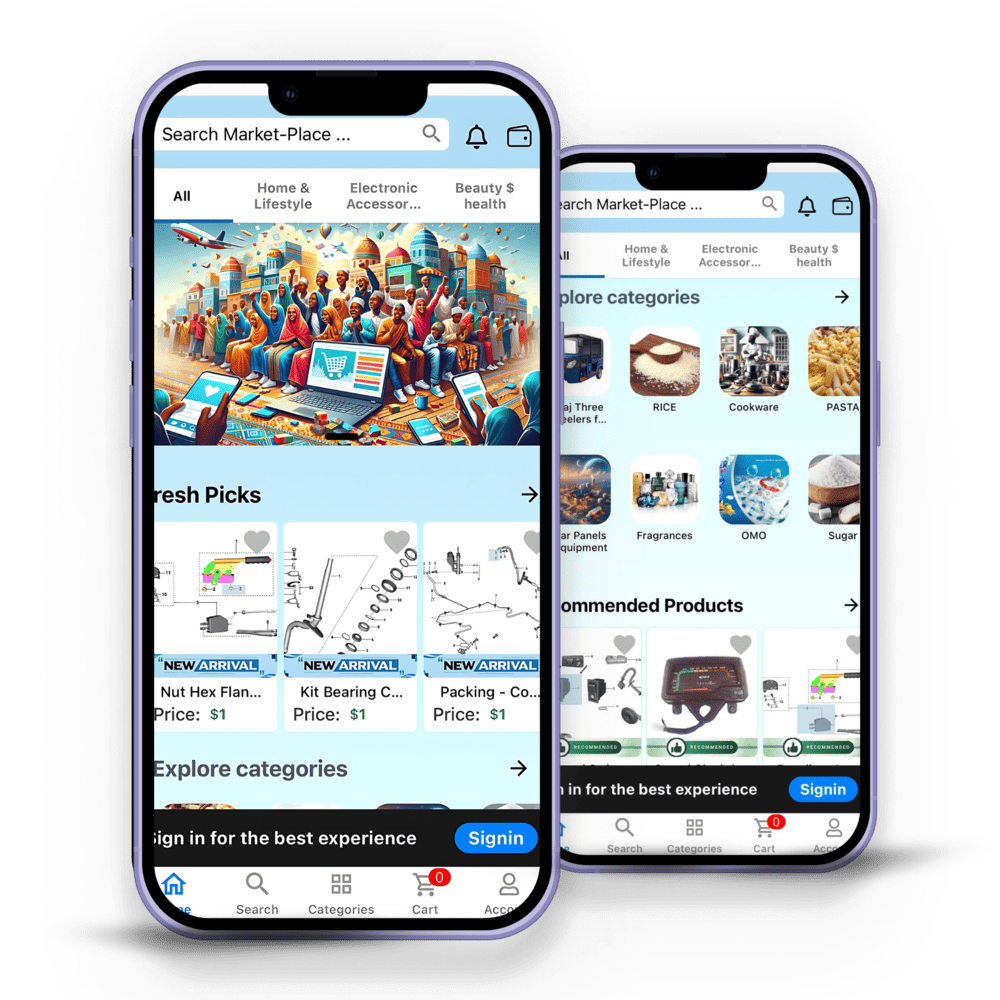 Search Market-Place ...
All
Home &
Lifestyle
Electronic
Accessor...
Beauty $
health
resh Picks
NEW ARRIVAL
NEW ARRIVAL
NEW ARRIVAL
Nut Hex Flan...
Kit Bearing C...
Packing - Co...
Price: $1
Price: $1
Price: $1
Explore categories
ign in for the best experience
Signin
me
Search
Categories
0
Cart
Acco
earch Market-Place ...
ll
Home &
Lifestyle
Electronic
Accessor...
Beauty $
health
plore categories
aj Three
eelers f...
RICE
Cookware
PASTA
ar Panels
quipment
Fragrances
OMO
Sugar
ommended Products
RECOMMENDED
RECOMMENDED
RECOMMENDED
n in for the best experience
Signin
Search
Categories
0
Cart
Acco